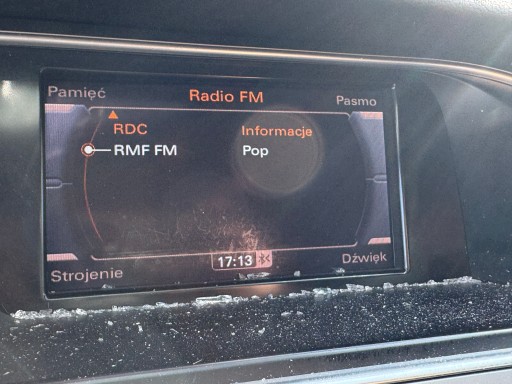 Pamięć Radio FM Pasmo
RDC Informacje
RMF FM Pop
17:13
Strojenie Dźwięk